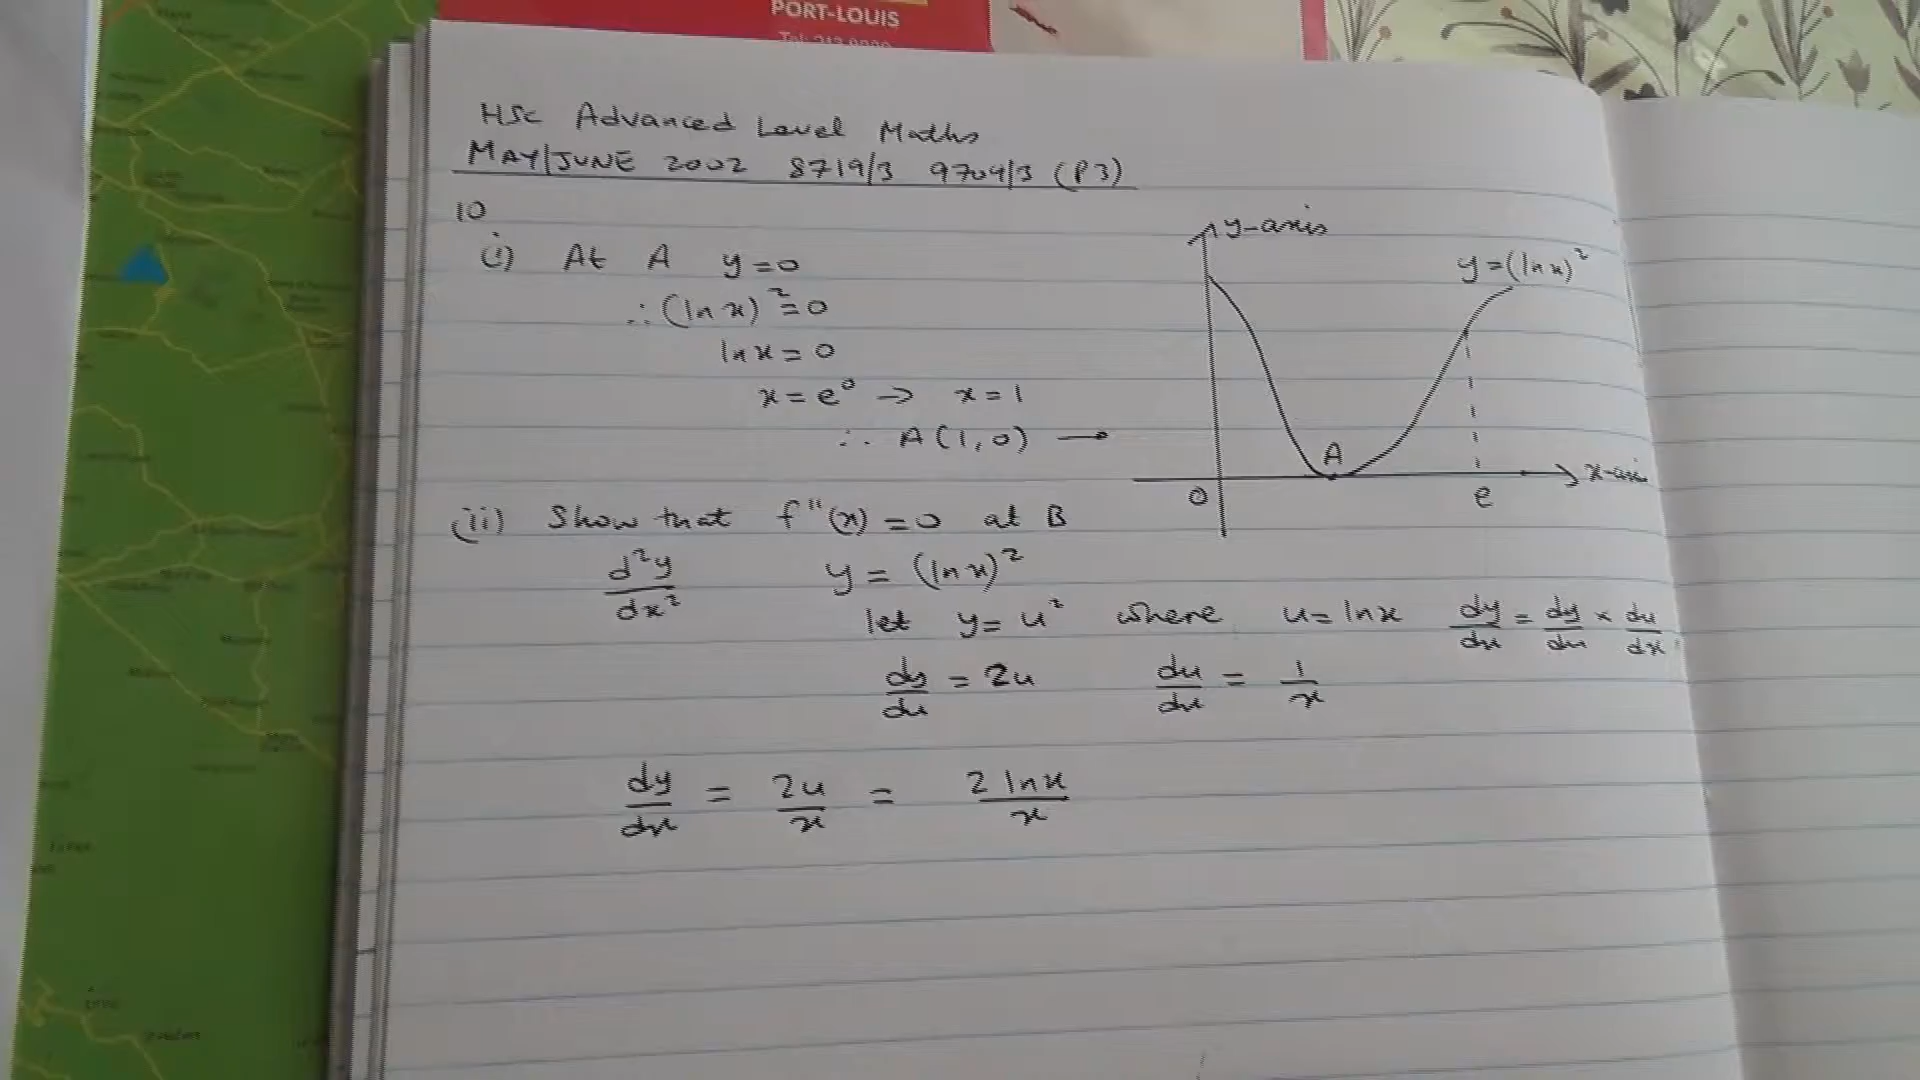 PORT-LOUIS
HSC Advanced Level Maths
MAY/JUNE 2002 8719/3 9709/3 (P3)
10
(i) At A y=0
∴ (ln x)² = 0
ln x = 0
x = e⁰ → x = 1
∴ A(1,0)
y-axis
y=(ln x)²
A
x-axis
O
e
(ii) Show that f''(x) = 0 at B
d²y/dx² y = (ln x)²
let y = u² where u = ln x dy/dx = dy/du × du/dx
dy/du = 2u du/dx = 1/x
dy/dx = 2u/x = 2 ln x/x